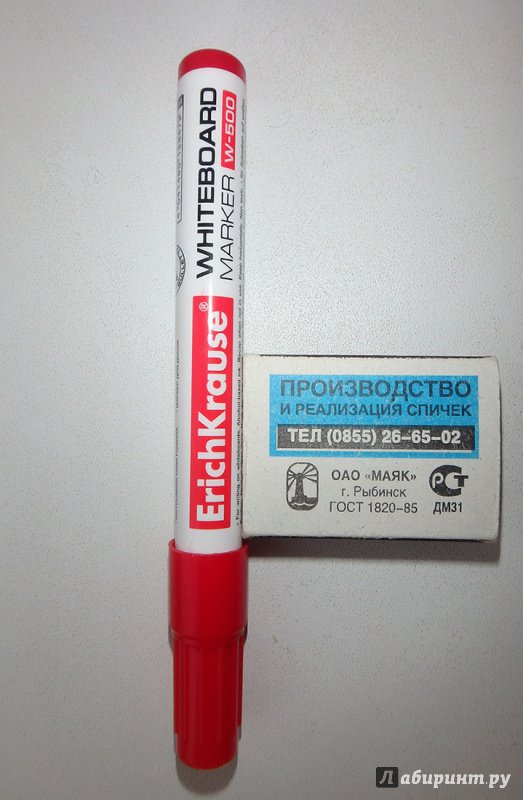 WHITEBOARD
MARKER W-500
ErichKrause®
ПРОИЗВОДСТВО
И РЕАЛИЗАЦИЯ СПИЧЕК
ТЕЛ (0855) 26-65-02
ОАО «МАЯК»
г. Рыбинск
ГОСТ 1820-85
РСТ
ДМ31
Лабиринт.ру